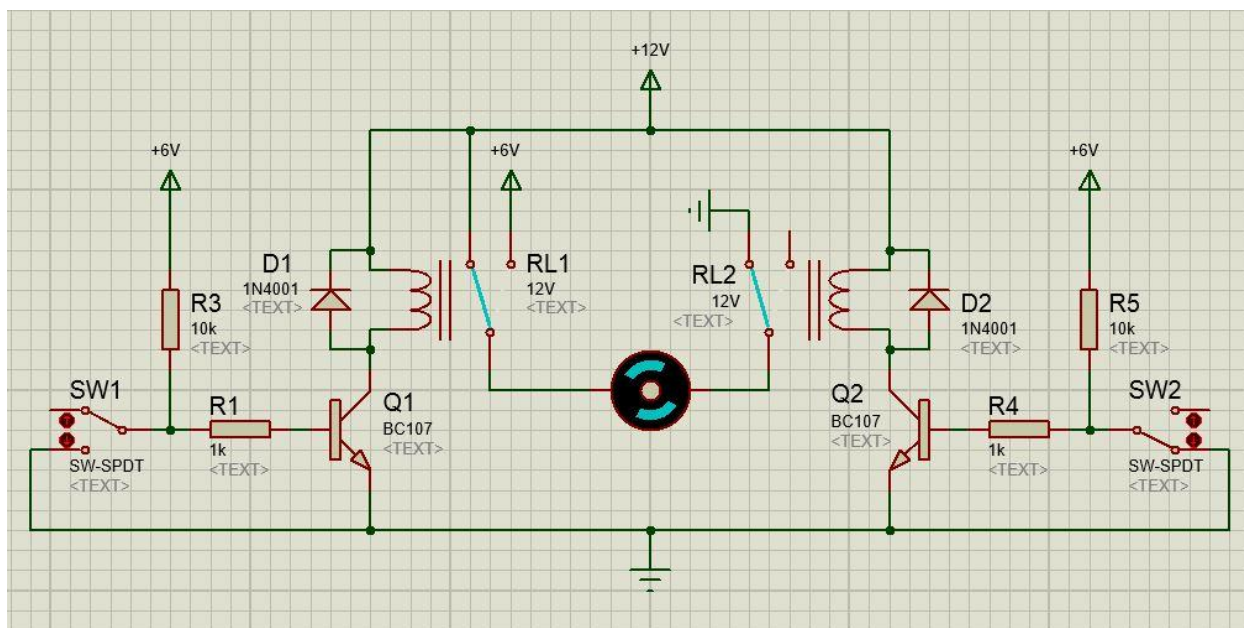 +12V
+6V
+6V
+6V
D1
1N4001
<TEXT>
RL1
12V
<TEXT>
RL2
12V
<TEXT>
D2
1N4001
<TEXT>
R3
10k
<TEXT>
R5
10k
<TEXT>
SW1
SW-SPDT
<TEXT>
R1
1k
<TEXT>
Q1
BC107
<TEXT>
Q2
BC107
<TEXT>
R4
1k
<TEXT>
SW2
SW-SPDT
<TEXT>